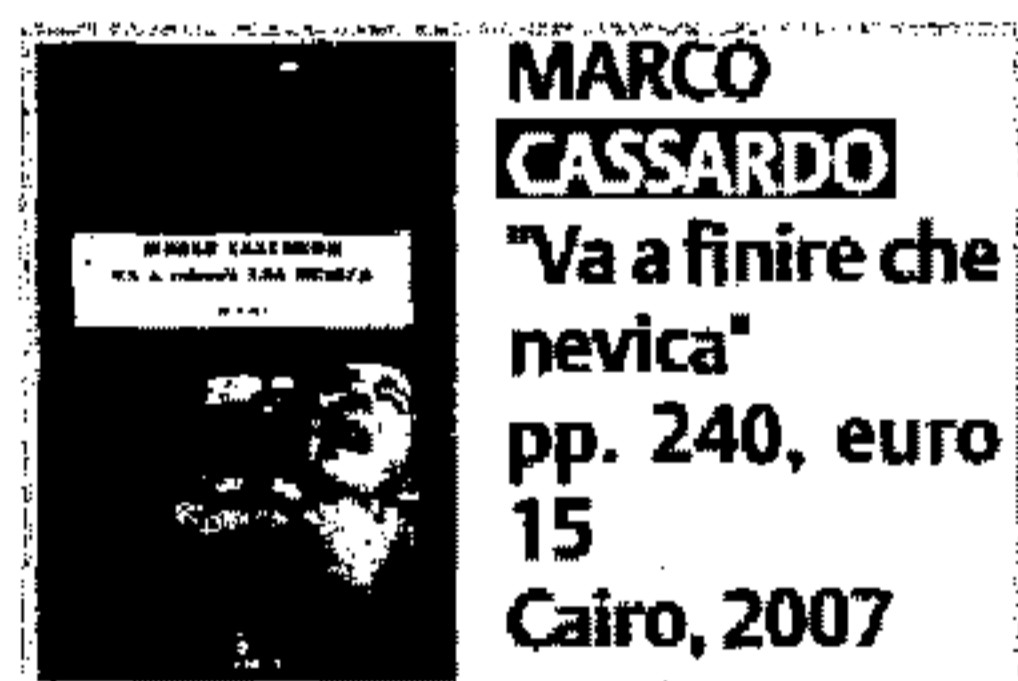 MARCO
CASSARDO
"Va a finire che
nevica"
pp. 240, euro
15
Cairo, 2007